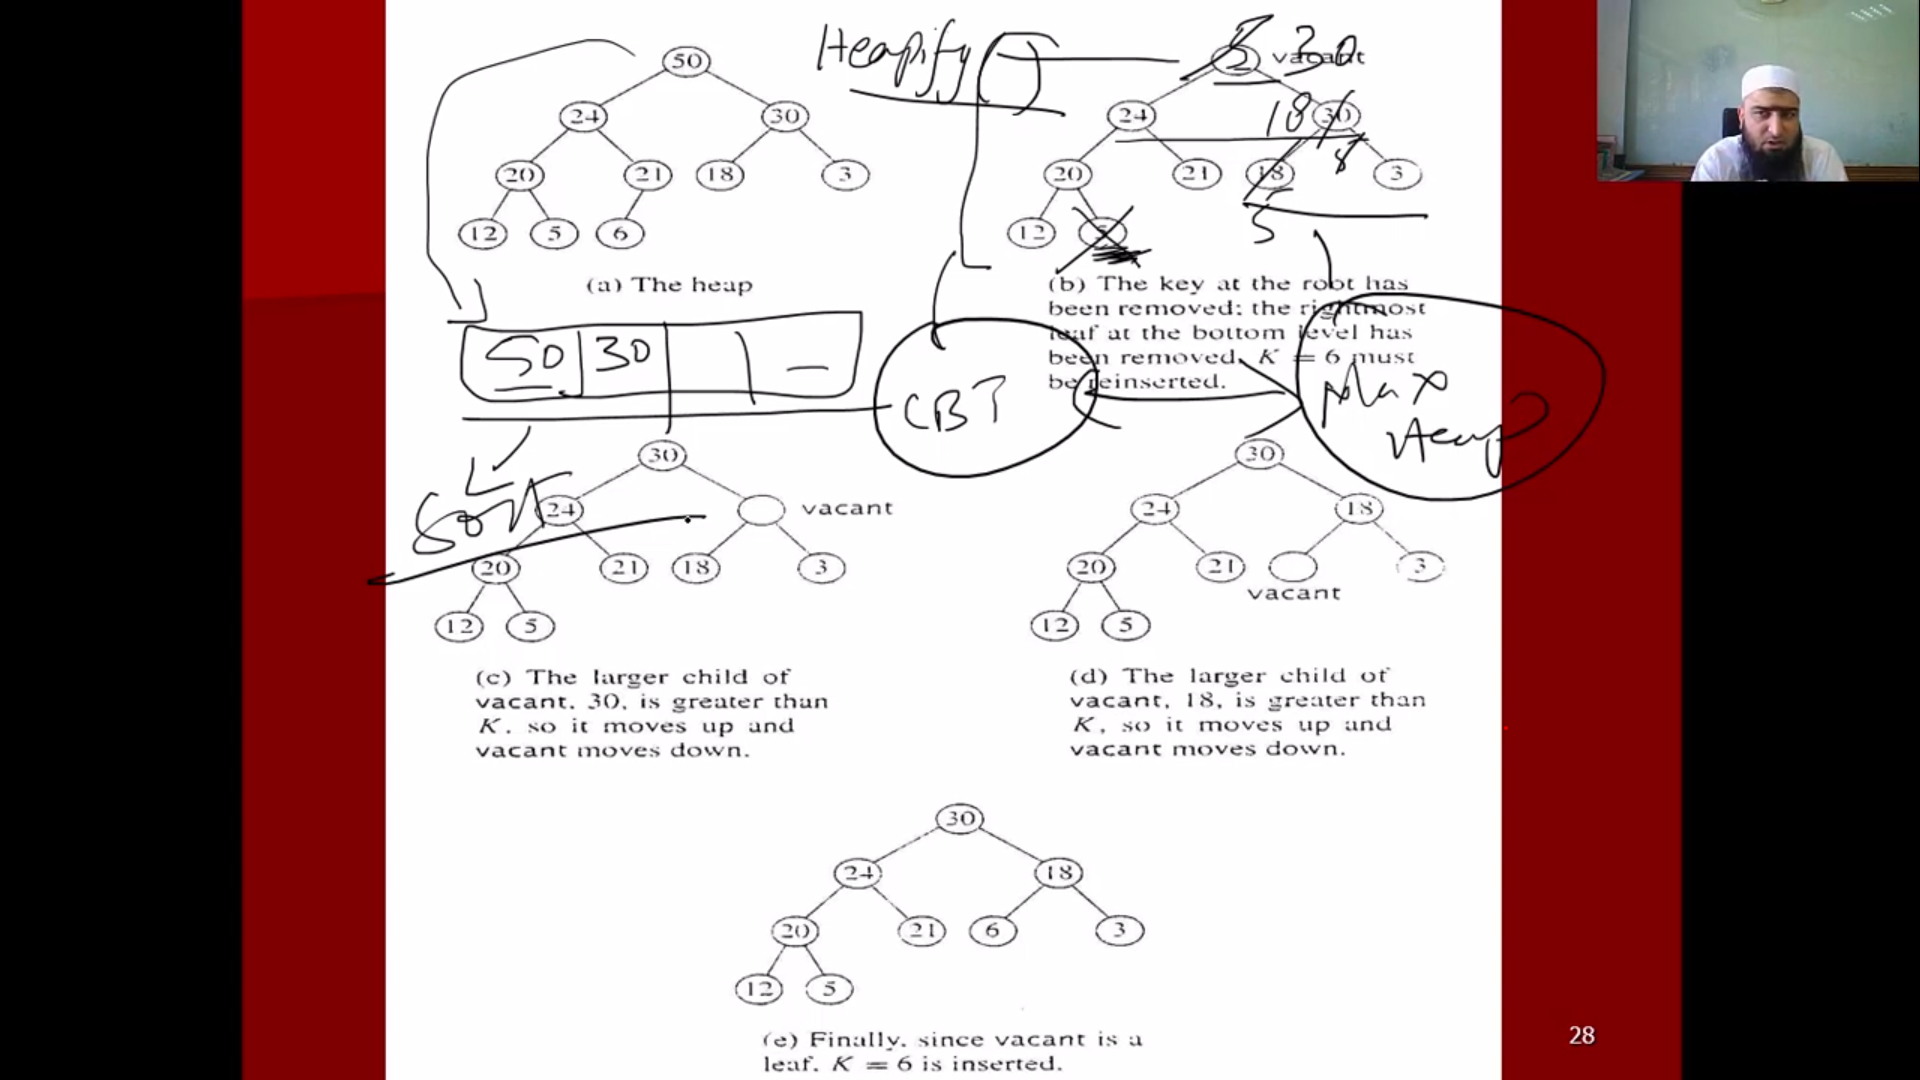 Heapify ( )
50
24 30
20 21 18 3
12 5 6
(a) The heap
vacant 30
24 18 30
20 21 18 8 3
12 5
(b) The key at the root has
been removed; the rightmost
leaf at the bottom level has
been removed. K = 6 must
be reinserted.
50 30
CBT
Max
Heap
Sort
30
24 vacant
20 21 18 3
12 5
(c) The larger child of
vacant, 30, is greater than
K, so it moves up and
vacant moves down.
30
24 18
20 21 3
vacant
12 5
(d) The larger child of
vacant, 18, is greater than
K, so it moves up and
vacant moves down.
30
24 18
20 21 6 3
12 5
(e) Finally, since vacant is a
leaf, K = 6 is inserted.
28